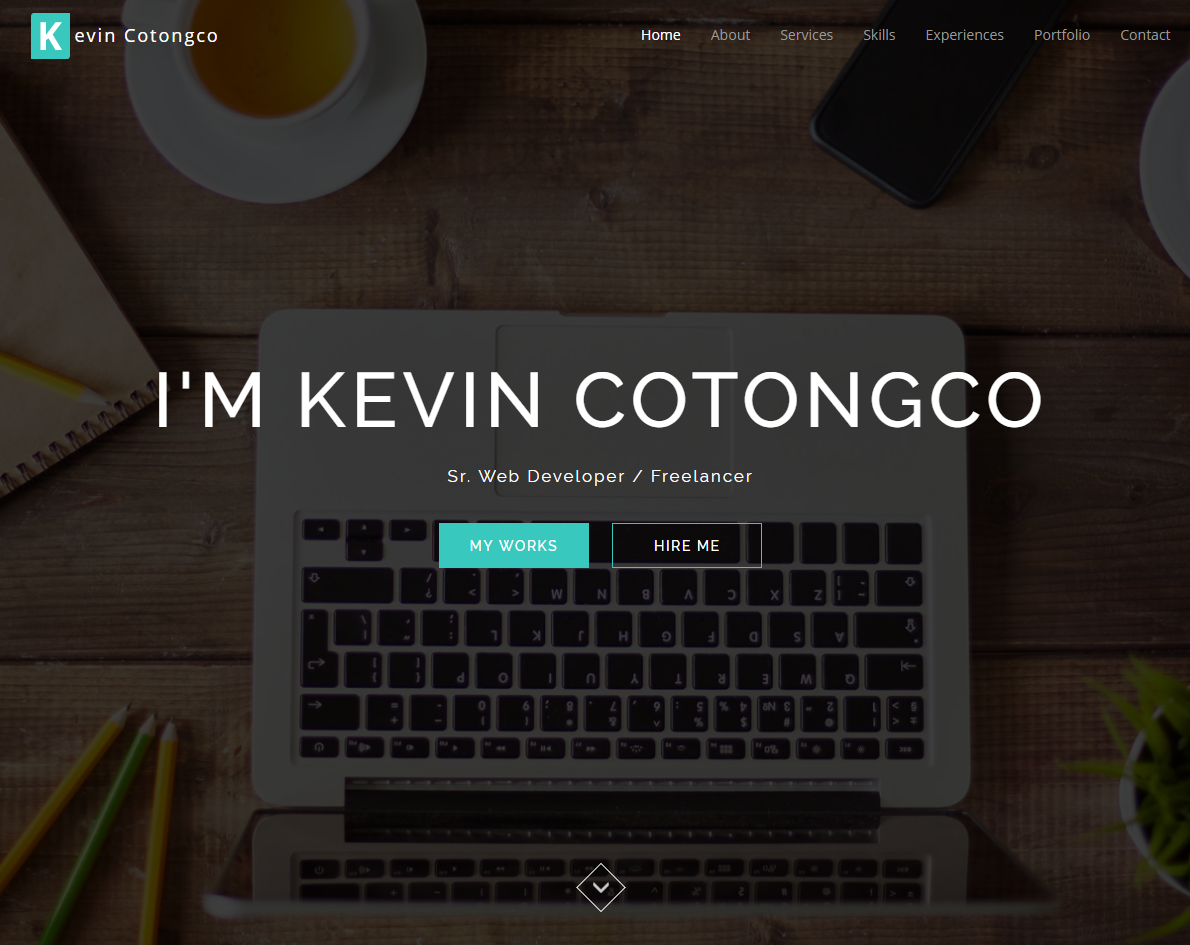 Kevin Cotongco
Home About Services Skills Experiences Portfolio Contact
I'M KEVIN COTONGCO
Sr. Web Developer / Freelancer
MY WORKS HIRE ME